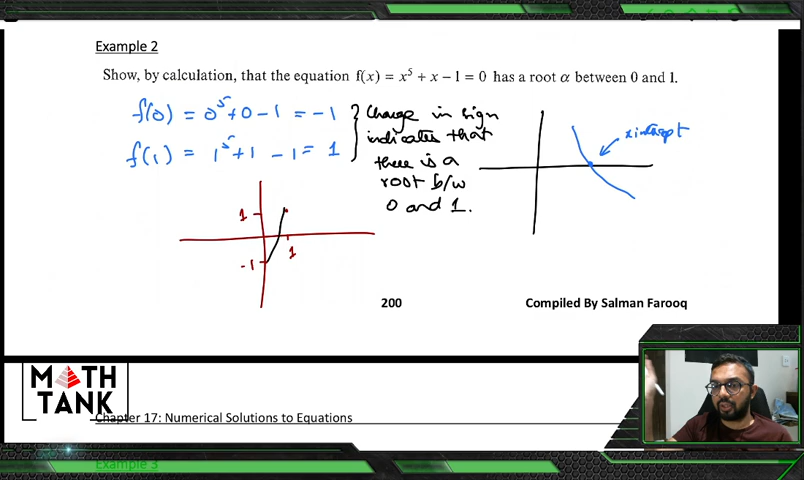 Example 2
Show, by calculation, that the equation f(x) = x⁵ + x − 1 = 0 has a root α between 0 and 1.
f(0) = 0⁵ + 0 − 1 = −1
f(1) = 1⁵ + 1 − 1 = 1
Change in sign
indicates that
there is a
root b/w
0 and 1.
x intercept
1
1
-1
200
Compiled By Salman Farooq
MATH
TANK
Chapter 17: Numerical Solutions to Equations
Example 3